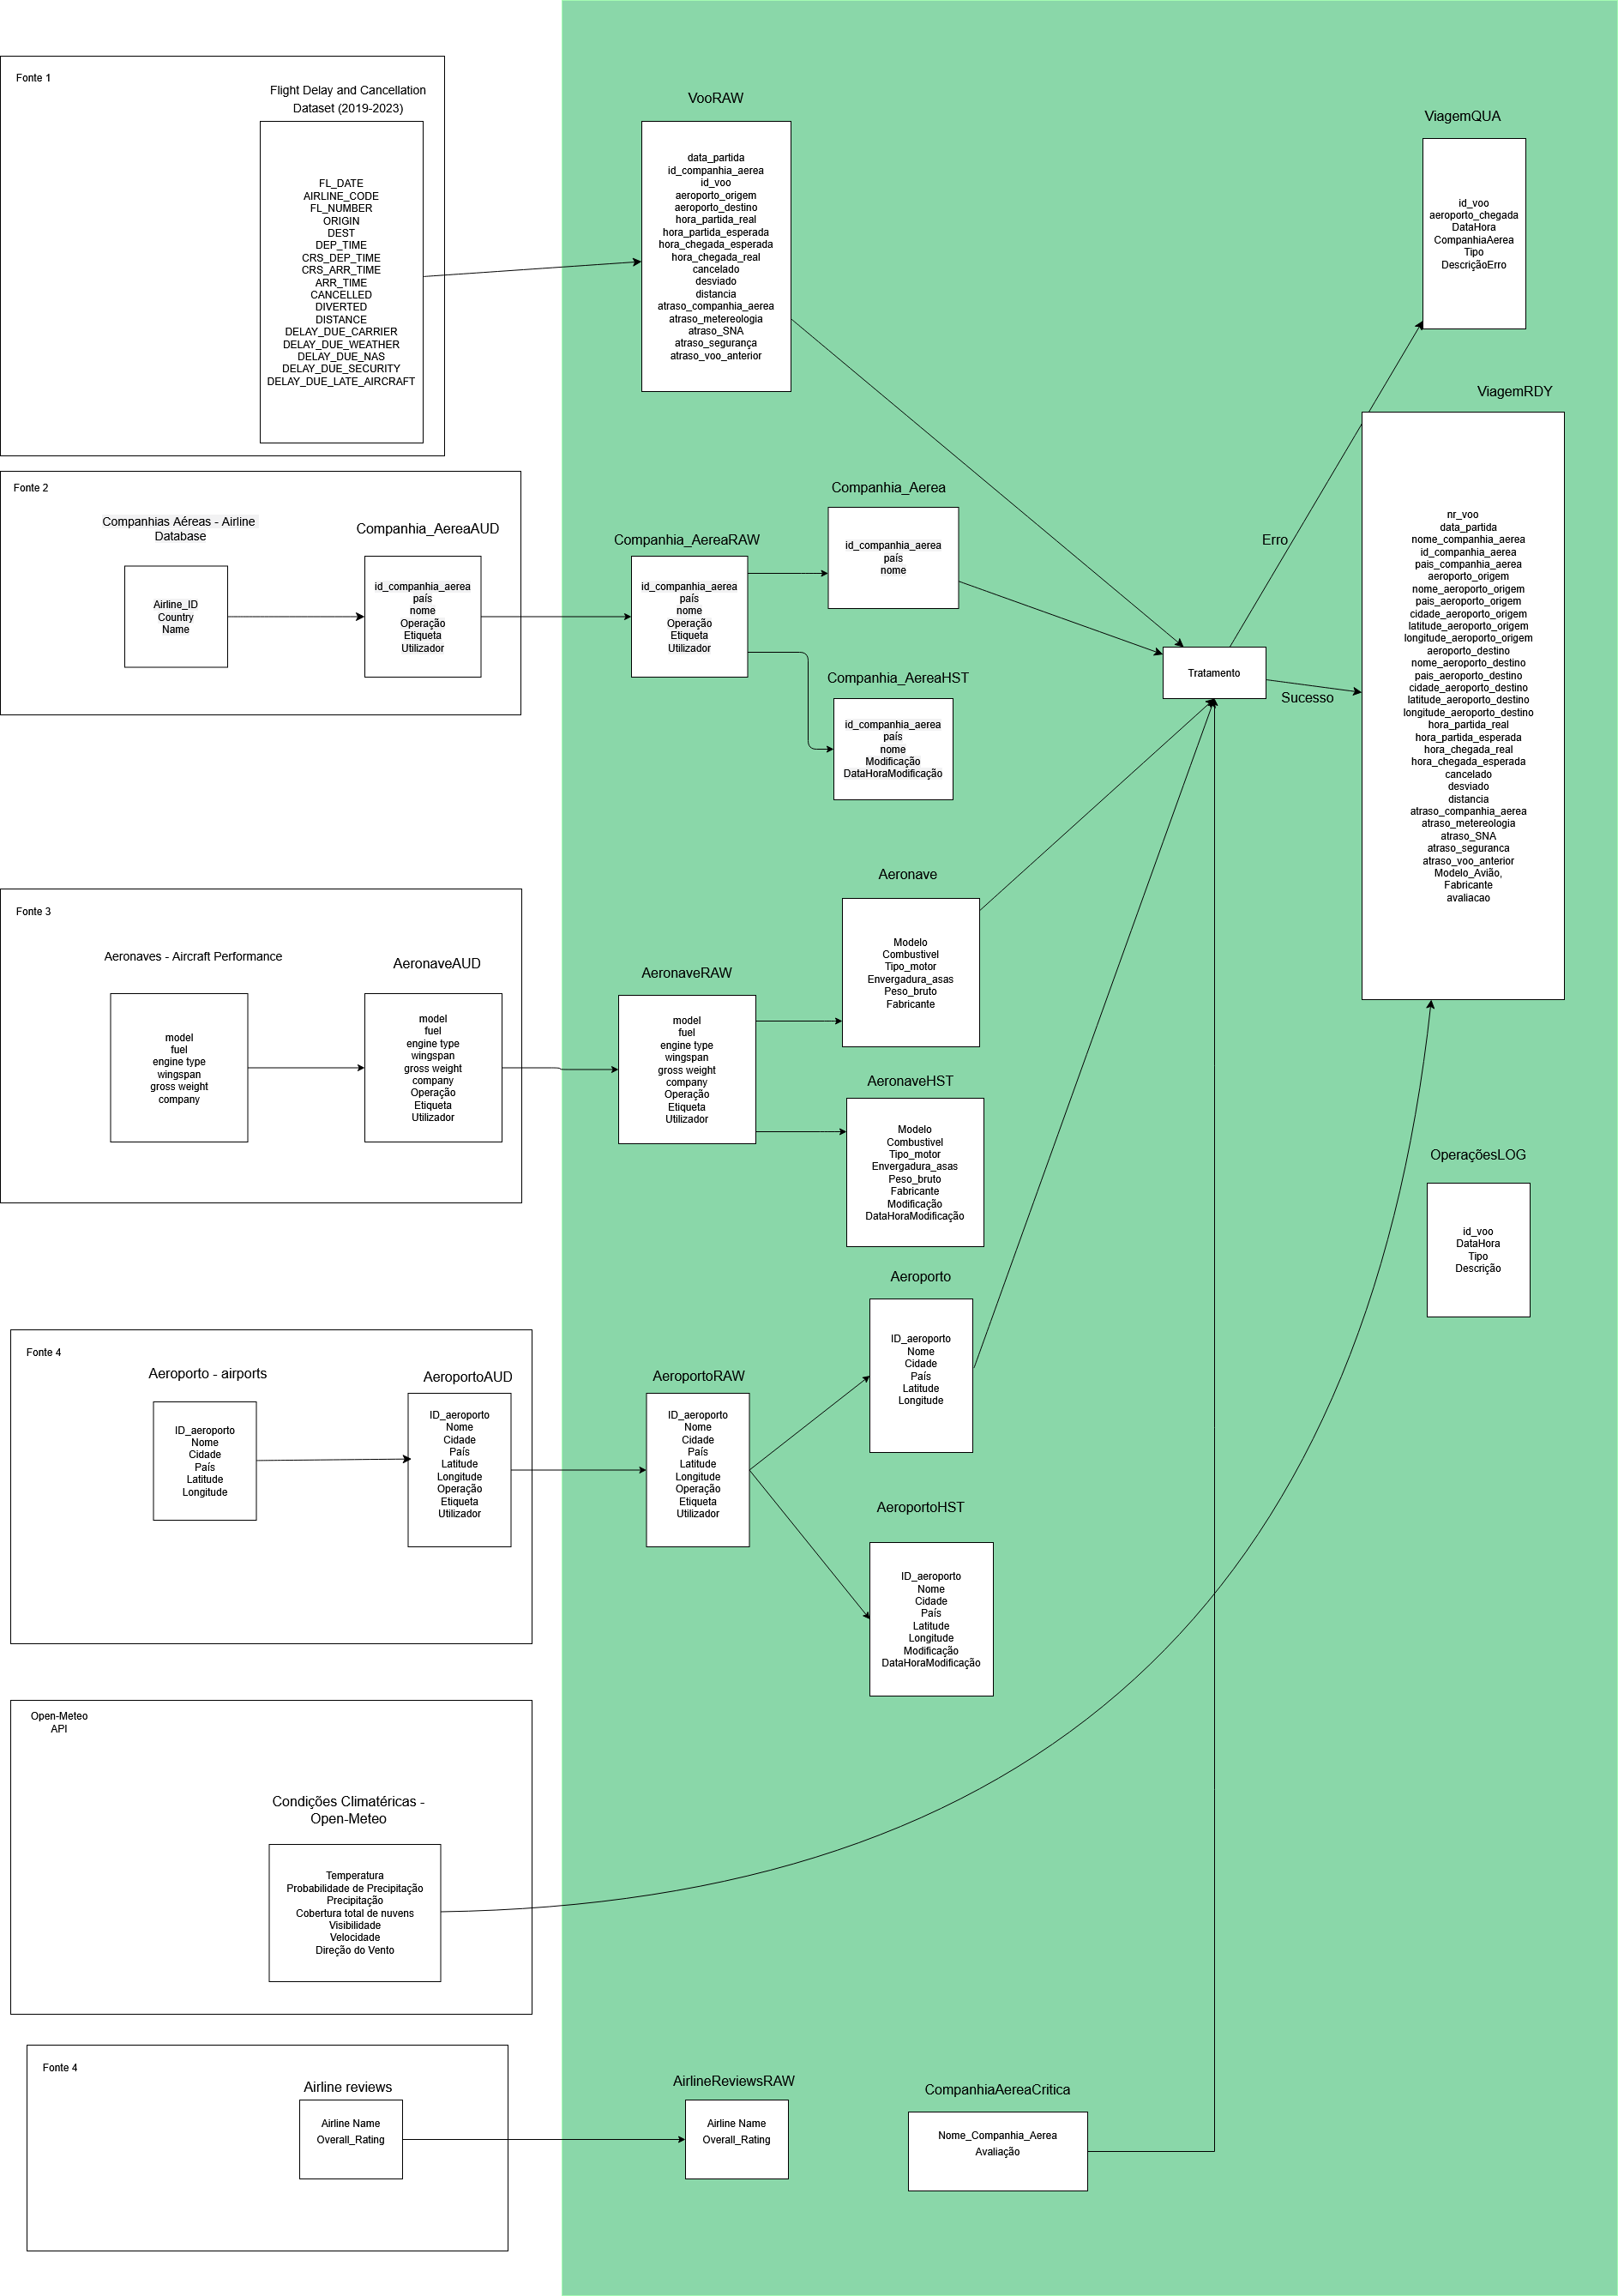 Fonte 1
Flight Delay and Cancellation
Dataset (2019-2023)
FL_DATE
AIRLINE_CODE
FL_NUMBER
ORIGIN
DEST
DEP_TIME
CRS_DEP_TIME
CRS_ARR_TIME
ARR_TIME
CANCELLED
DIVERTED
DISTANCE
DELAY_DUE_CARRIER
DELAY_DUE_WEATHER
DELAY_DUE_NAS
DELAY_DUE_SECURITY
DELAY_DUE_LATE_AIRCRAFT
VooRAW
data_partida
id_companhia_aerea
id_voo
aeroporto_origem
aeroporto_destino
hora_partida_real
hora_partida_esperada
hora_chegada_esperada
hora_chegada_real
cancelado
desviado
distancia
atraso_companhia_aerea
atraso_metereologia
atraso_SNA
atraso_segurança
atraso_voo_anterior
ViagemQUA
id_voo
aeroporto_chegada
DataHora
CompanhiaAerea
Tipo
DescriçãoErro
Fonte 2
Companhias Aéreas - Airline
Database
Airline_ID
Country
Name
Companhia_AereaAUD
id_companhia_aerea
país
nome
Operação
Etiqueta
Utilizador
Companhia_AereaRAW
id_companhia_aerea
país
nome
Operação
Etiqueta
Utilizador
Companhia_Aerea
id_companhia_aerea
país
nome
Companhia_AereaHST
id_companhia_aerea
país
nome
Modificação
DataHoraModificação
Tratamento
Erro
Sucesso
ViagemRDY
nr_voo
data_partida
nome_companhia_aerea
id_companhia_aerea
pais_companhia_aerea
aeroporto_origem
nome_aeroporto_origem
pais_aeroporto_origem
cidade_aeroporto_origem
latitude_aeroporto_origem
longitude_aeroporto_origem
aeroporto_destino
nome_aeroporto_destino
pais_aeroporto_destino
cidade_aeroporto_destino
latitude_aeroporto_destino
longitude_aeroporto_destino
hora_partida_real
hora_partida_esperada
hora_chegada_real
hora_chegada_esperada
cancelado
desviado
distancia
atraso_companhia_aerea
atraso_metereologia
atraso_SNA
atraso_seguranca
atraso_voo_anterior
Modelo_Avião,
Fabricante
avaliacao
Fonte 3
Aeronaves - Aircraft Performance
model
fuel
engine type
wingspan
gross weight
company
AeronaveAUD
model
fuel
engine type
wingspan
gross weight
company
Operação
Etiqueta
Utilizador
AeronaveRAW
model
fuel
engine type
wingspan
gross weight
company
Operação
Etiqueta
Utilizador
Aeronave
Modelo
Combustivel
Tipo_motor
Envergadura_asas
Peso_bruto
Fabricante
AeronaveHST
Modelo
Combustivel
Tipo_motor
Envergadura_asas
Peso_bruto
Fabricante
Modificação
DataHoraModificação
OperaçõesLOG
id_voo
DataHora
Tipo
Descrição
Fonte 4
Aeroporto - airports
ID_aeroporto
Nome
Cidade
País
Latitude
Longitude
AeroportoAUD
ID_aeroporto
Nome
Cidade
País
Latitude
Longitude
Operação
Etiqueta
Utilizador
AeroportoRAW
ID_aeroporto
Nome
Cidade
País
Latitude
Longitude
Operação
Etiqueta
Utilizador
Aeroporto
ID_aeroporto
Nome
Cidade
País
Latitude
Longitude
AeroportoHST
ID_aeroporto
Nome
Cidade
País
Latitude
Longitude
Modificação
DataHoraModificação
Open-Meteo
API
Condições Climatéricas -
Open-Meteo
Temperatura
Probabilidade de Precipitação
Precipitação
Cobertura total de nuvens
Visibilidade
Velocidade
Direção do Vento
Fonte 4
Airline reviews
Airline Name
Overall_Rating
AirlineReviewsRAW
Airline Name
Overall_Rating
CompanhiaAereaCritica
Nome_Companhia_Aerea
Avaliação